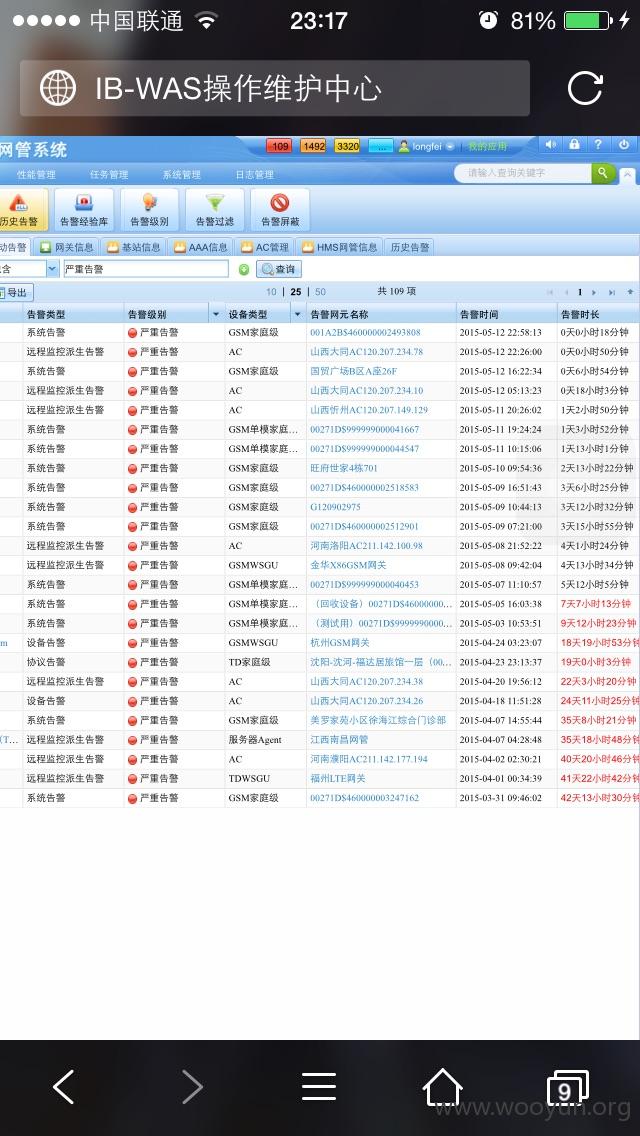 中国联通 23:17 81%
IB-WAS操作维护中心
网管系统 109 1492 3320 ... longfei 我的应用
性能管理 任务管理 系统管理 日志管理 请输入查询关键字
历史告警 告警经验库 告警级别 告警过滤 告警屏蔽
动告警 网关信息 基站信息 AAA信息 AC管理 HMS网管信息 历史告警
含 严重告警 查询
导出 10 | 25 | 50 共 109 项 1
告警类型 告警级别 设备类型 告警网元名称 告警时间 告警时长
系统告警 严重告警 GSM家庭级 001A2B$460000002493808 2015-05-12 22:58:13 0天0小时18分钟
远程监控派生告警 严重告警 AC 山西大同AC120.207.234.78 2015-05-12 22:26:00 0天0小时50分钟
系统告警 严重告警 GSM家庭级 国贸广场B区A座26F 2015-05-12 16:22:34 0天6小时54分钟
远程监控派生告警 严重告警 AC 山西大同AC120.207.234.10 2015-05-12 05:13:23 0天18小时3分钟
远程监控派生告警 严重告警 AC 山西忻州AC120.207.149.129 2015-05-11 20:26:02 1天2小时50分钟
系统告警 严重告警 GSM单模家庭... 00271D$999999000041667 2015-05-11 19:24:24 1天3小时52分钟
系统告警 严重告警 GSM单模家庭... 00271D$999999000044547 2015-05-11 10:15:06 1天13小时1分钟
系统告警 严重告警 GSM家庭级 旺府世家4栋701 2015-05-10 09:54:36 2天13小时22分钟
系统告警 严重告警 GSM家庭级 00271D$460000002518583 2015-05-09 16:51:43 3天6小时25分钟
系统告警 严重告警 GSM家庭级 G120902975 2015-05-09 10:44:13 3天12小时32分钟
系统告警 严重告警 GSM家庭级 00271D$460000002512901 2015-05-09 07:21:00 3天15小时55分钟
远程监控派生告警 严重告警 AC 河南洛阳AC211.142.100.98 2015-05-08 21:52:22 4天1小时24分钟
远程监控派生告警 严重告警 GSMWSGU 金华X86GSM网关 2015-05-08 09:42:04 4天13小时34分钟
系统告警 严重告警 GSM单模家庭... 00271D$999999000040453 2015-05-07 11:10:57 5天12小时5分钟
系统告警 严重告警 GSM单模家庭... （回收设备）00271D$46000000... 2015-05-05 16:03:38 7天7小时13分钟
系统告警 严重告警 GSM单模家庭... （测试用）00271D$9999990000... 2015-05-03 10:53:51 9天12小时23分钟
m 设备告警 严重告警 GSMWSGU 杭州GSM网关 2015-04-24 03:23:07 18天19小时53分钟
协议告警 严重告警 TD家庭级 沈阳-沈河-福达居旅馆一层（00... 2015-04-23 23:13:37 19天0小时3分钟
远程监控派生告警 严重告警 AC 山西大同AC120.207.234.38 2015-04-20 19:56:12 22天3小时20分钟
设备告警 严重告警 AC 山西大同AC120.207.234.26 2015-04-18 11:51:28 24天11小时25分钟
系统告警 严重告警 GSM家庭级 美罗家苑小区徐海江综合门诊部 2015-04-07 14:55:44 35天8小时21分钟
(T... 远程监控派生告警 严重告警 服务器Agent 江西南昌网管 2015-04-07 04:28:48 35天18小时48分钟
远程监控派生告警 严重告警 AC 河南濮阳AC211.142.177.194 2015-04-02 02:30:21 40天20小时46分钟
远程监控派生告警 严重告警 TDWSGU 福州LTE网关 2015-04-01 00:34:39 41天22小时42分钟
系统告警 严重告警 GSM家庭级 00271D$460000003247162 2015-03-31 09:46:02 42天13小时30分钟
9
www.wooyun.org